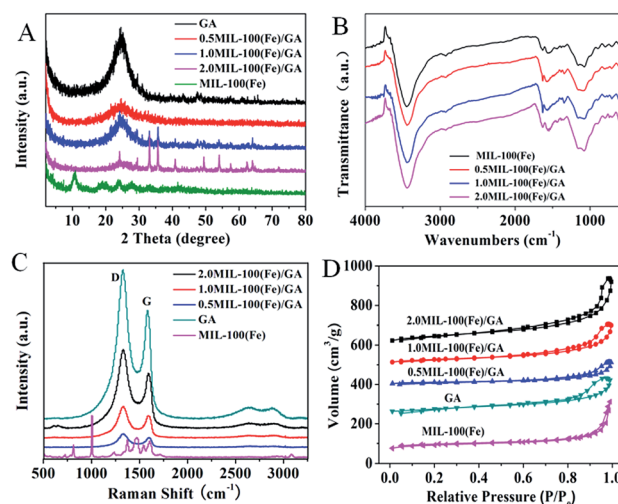 A
GA
0.5MIL-100(Fe)/GA
1.0MIL-100(Fe)/GA
2.0MIL-100(Fe)/GA
MIL-100(Fe)
Intensity (a.u.)
10 20 30 40 50 60 70 80
2 Theta (degree)
B
Transmittance (a.u.)
MIL-100(Fe)
0.5MIL-100(Fe)/GA
1.0MIL-100(Fe)/GA
2.0MIL-100(Fe)/GA
4000 3000 2000 1000
Wavenumbers (cm-1)
C
D
G
2.0MIL-100(Fe)/GA
1.0MIL-100(Fe)/GA
0.5MIL-100(Fe)/GA
GA
MIL-100(Fe)
Intensity (a.u.)
500 1000 1500 2000 2500 3000
Raman Shift (cm-1)
D
1000
800
600
400
200
0
Volume (cm3/g)
2.0MIL-100(Fe)/GA
1.0MIL-100(Fe)/GA
0.5MIL-100(Fe)/GA
GA
MIL-100(Fe)
0.0 0.2 0.4 0.6 0.8 1.0
Relative Pressure (P/P0)